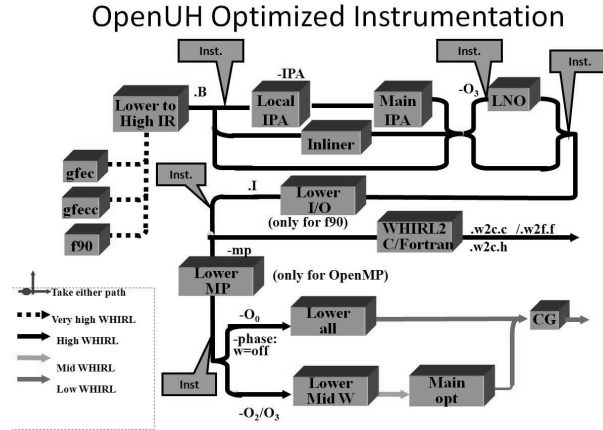 OpenUH Optimized Instrumentation
Inst.
Inst.
Inst.
.B
-IPA
-O3
LNO
Lower to
High IR
Local
IPA
Main
IPA
Inliner
gfec
gfecc
f90
Inst.
.I
Lower
I/O
(only for f90)
WHIRL2
C/Fortran
.w2c.c /.w2f.f
.w2c.h
-mp
Lower
MP
(only for OpenMP)
Take either path
Very high WHIRL
High WHIRL
Mid WHIRL
Low WHIRL
-O0
-phase:
w=off
Lower
all
CG
Inst
Lower
Mid W
Main
opt
-O2/O3